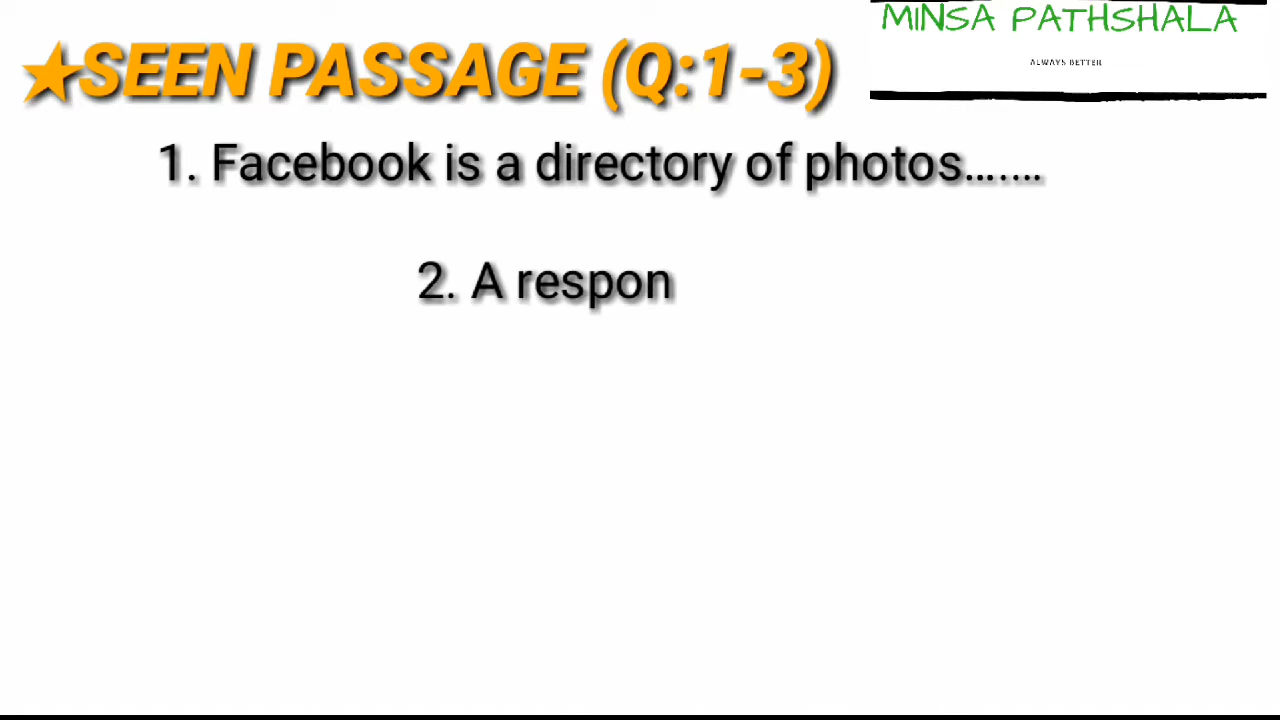 MINSA PATHSHALA
ALWAYS BETTER
★SEEN PASSAGE (Q:1-3)
1. Facebook is a directory of photos…....
2. A respon